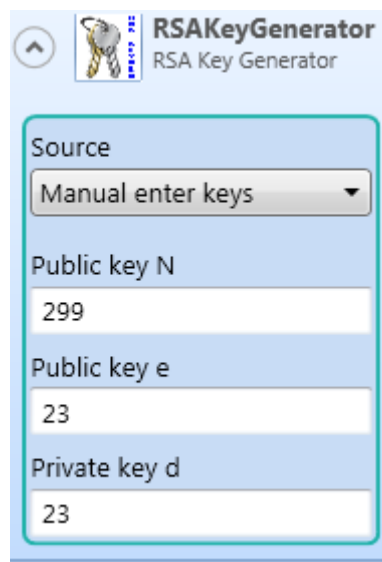 RSAKeyGenerator
RSA Key Generator
Source
Manual enter keys
Public key N
299
Public key e
23
Private key d
23